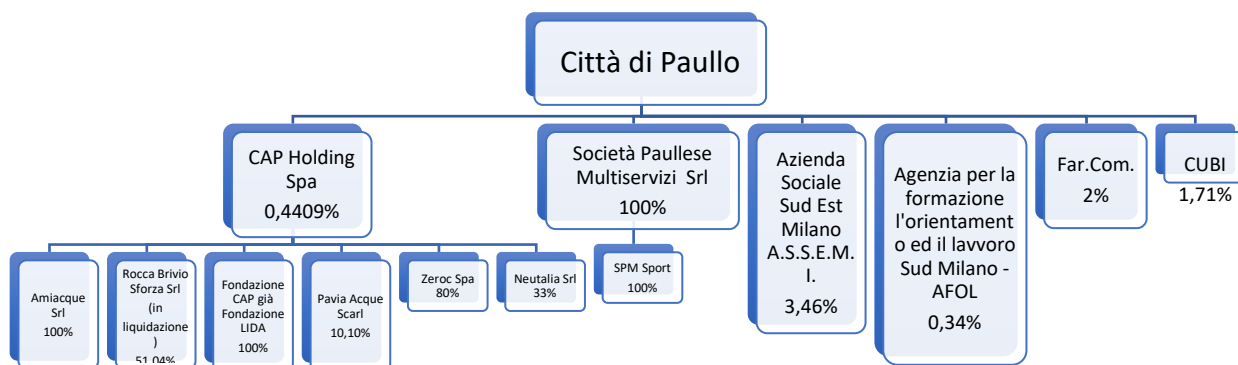 Città di Paullo
CAP Holding
Spa
0,4409%
Società Paullese
Multiservizi Srl
100%
Azienda
Sociale
Sud Est
Milano
A.S.S.E.M.
I.
3,46%
Agenzia per la
formazione
l'orientament
o ed il lavvoro
Sud Milano -
AFOL
0,34%
Far.Com.
2%
CUBI
1,71%
Amiacque
Srl
100%
Rocca Brivio
Sforza Srl
(in
liquidazione
)
51,04%
Fondazione
CAP già
Fondazione
LIDA
100%
Pavia Acque
Scarl
10,10%
Zeroc Spa
80%
Neutalia Srl
33%
SPM Sport
100%